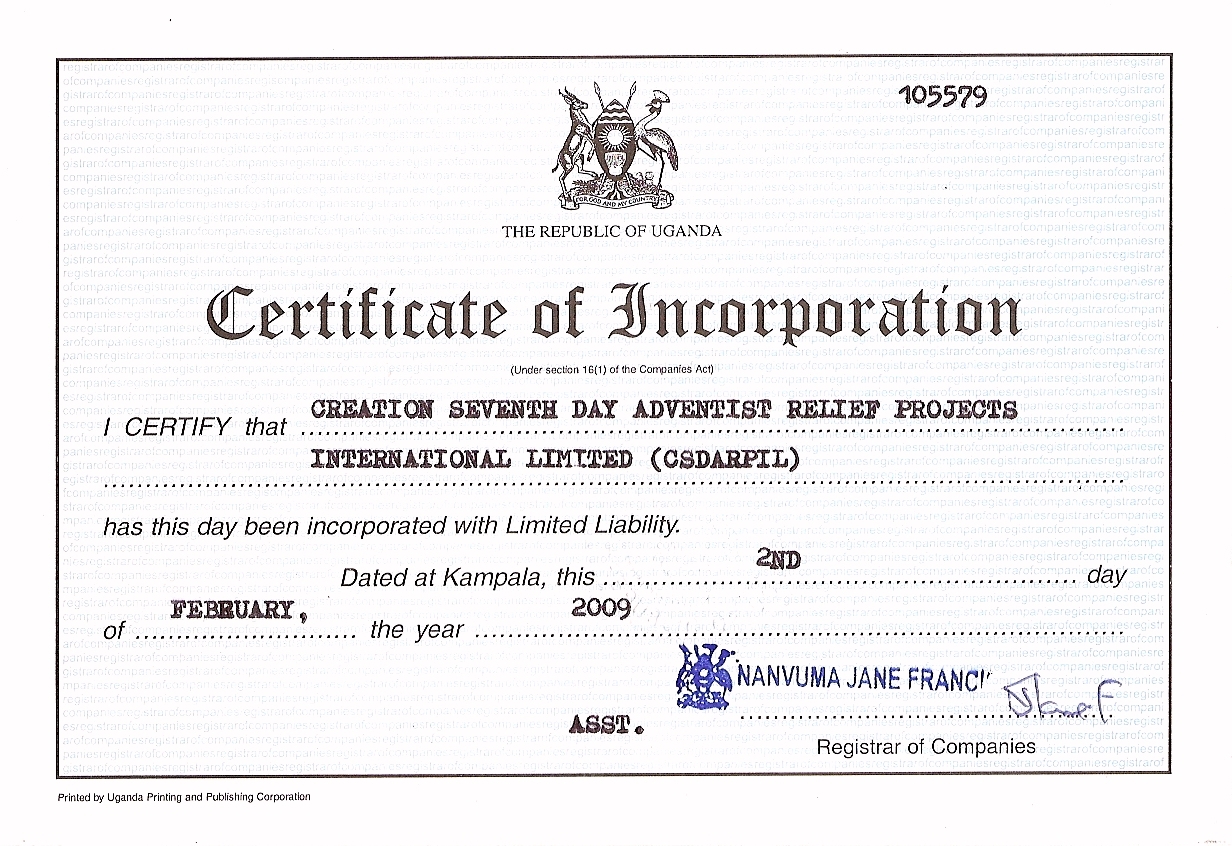 105579
FOR GOD AND MY COUNTRY
THE REPUBLIC OF UGANDA
Certificate of Incorporation
(Under section 16(1) of the Companies Act)
I CERTIFY that CREATION SEVENTH DAY ADVENTIST RELIEF PROJECTS
INTERNATIONAL LIMITED (CSDARPIL)
has this day been incorporated with Limited Liability.
Dated at Kampala, this 2ND day
of FEBRUARY, the year 2009
NANVUMA JANE FRANCI
ASST.
Registrar of Companies
Printed by Uganda Printing and Publishing Corporation